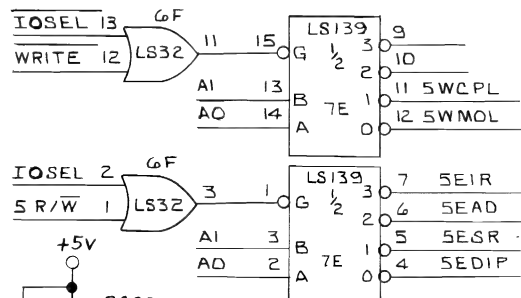 6F
LS139
I̅O̅S̅E̅L̅ 13
LS32
11
15
G
1/2
3
9
W̅R̅I̅T̅E̅ 12
2
10
A1 13
B
7E
1
11 5WCPL
A0 14
A
0
12 5WMOL
6F
LS139
IOSEL 2
LS32
3
1
G
1/2
3
7 5EIR
5 R/W̅ 1
2
6 5EAD
A1 3
B
7E
1
5 5ESR
A0 2
A
0
4 5EDIP
+5V